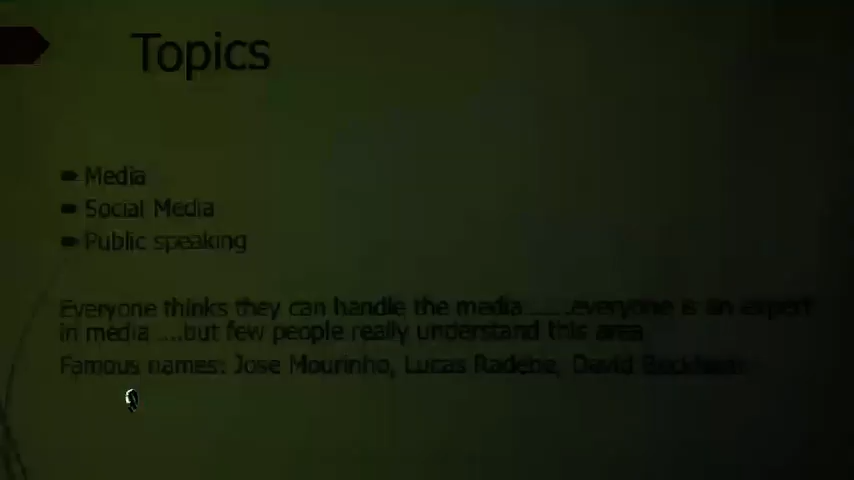 Topics
Media
Social Media
Public speaking
Everyone thinks they can handle the media......everyone is an expert
in media ....but few people really understand this area
Famous names: Jose Mourinho, Lucas Radebe, David Beckham